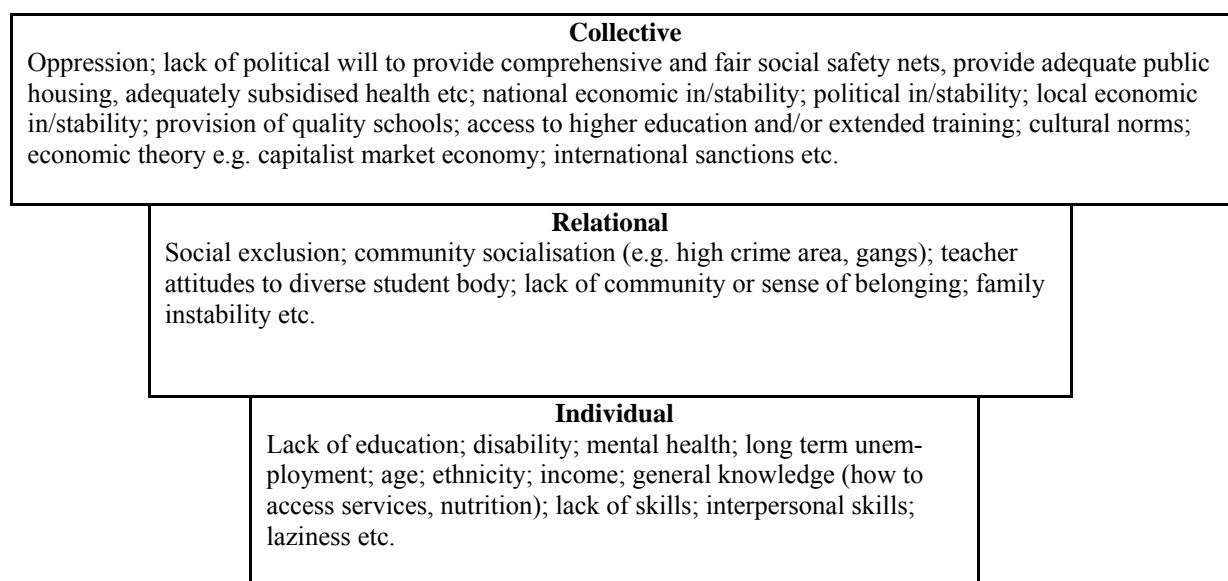 Collective
Oppression; lack of political will to provide comprehensive and fair social safety nets, provide adequate public
housing, adequately subsidised health etc; national economic in/stability; political in/stability; local economic
in/stability; provision of quality schools; access to higher education and/or extended training; cultural norms;
economic theory e.g. capitalist market economy; international sanctions etc.
Relational
Social exclusion; community socialisation (e.g. high crime area, gangs); teacher
attitudes to diverse student body; lack of community or sense of belonging; family
instability etc.
Individual
Lack of education; disability; mental health; long term unem-
ployment; age; ethnicity; income; general knowledge (how to
access services, nutrition); lack of skills; interpersonal skills;
laziness etc.